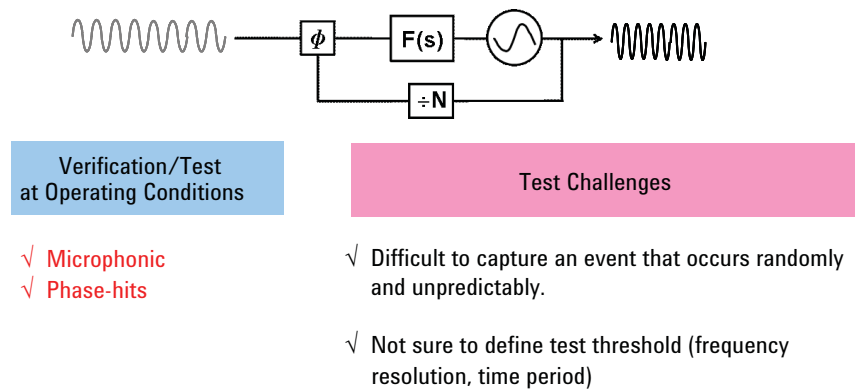 ϕ
F(s)
÷N
Verification/Test
at Operating Conditions
Test Challenges
√ Microphonic
√ Phase-hits
√ Difficult to capture an event that occurs randomly
and unpredictably.
√ Not sure to define test threshold (frequency
resolution, time period)